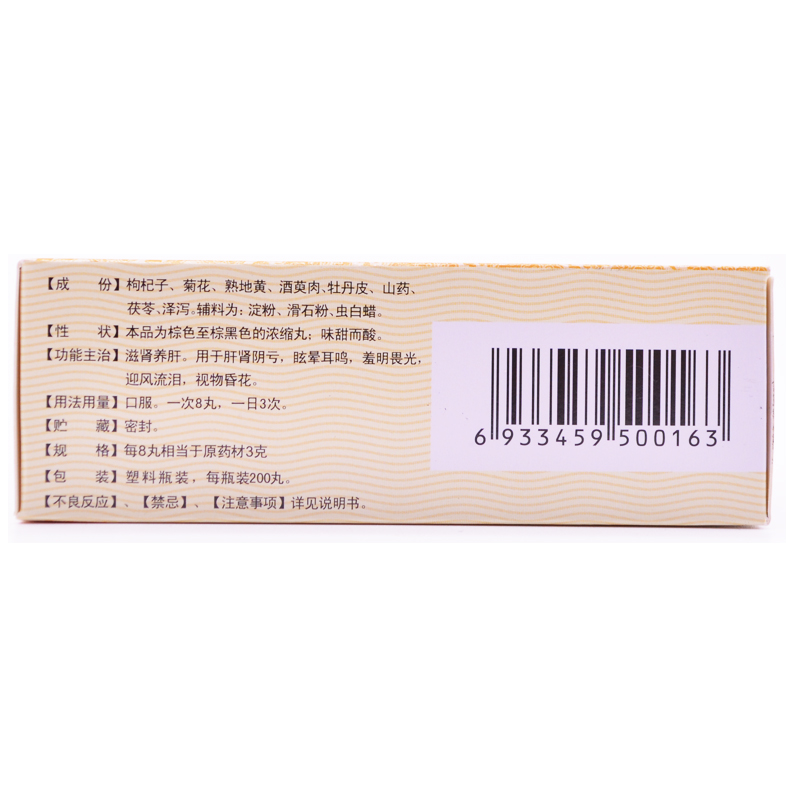 【成　份】枸杞子、菊花、熟地黄、酒萸肉、牡丹皮、山药、
茯苓、泽泻。辅料为：淀粉、滑石粉、虫白蜡。
【性　状】本品为棕色至棕黑色的浓缩丸；味甜而酸。
【功能主治】滋肾养肝。用于肝肾阴亏，眩晕耳鸣，羞明畏光，
迎风流泪，视物昏花。
【用法用量】口服。一次8丸，一日3次。
【贮　藏】密封。
【规　格】每8丸相当于原药材3克
【包　装】塑料瓶装，每瓶装200丸。
【不良反应】、【禁忌】、【注意事项】详见说明书。
6 933459 500163